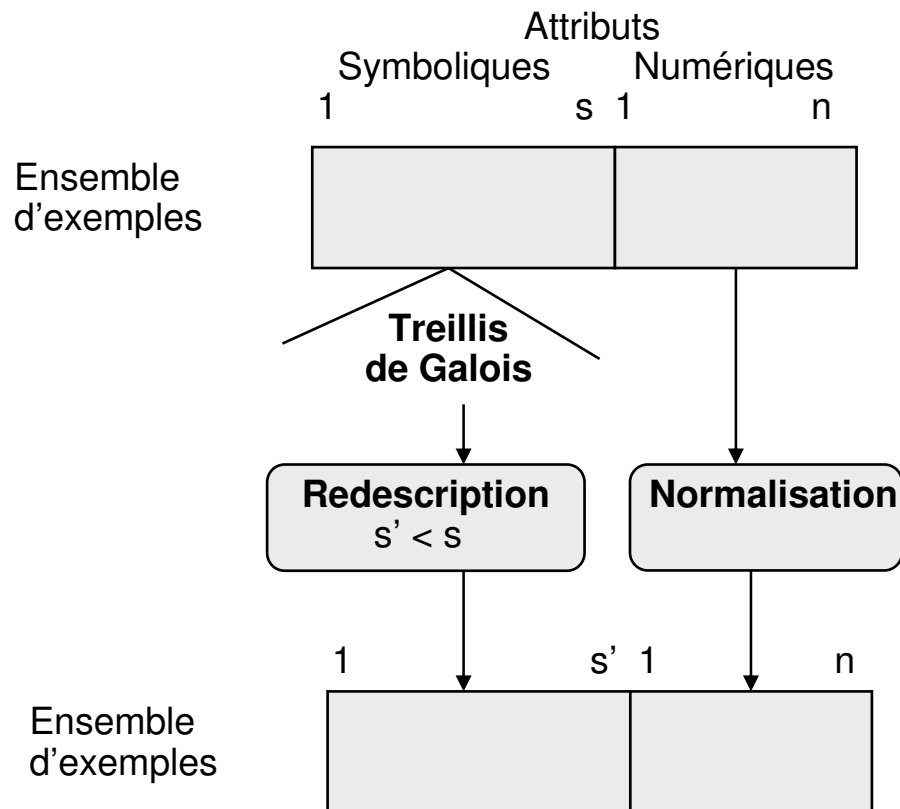 Attributs
Symboliques Numériques
1 s 1 n
Ensemble
d’exemples
Treillis
de Galois
Redescription
s’ < s
Normalisation
1 s’ 1 n
Ensemble
d’exemples